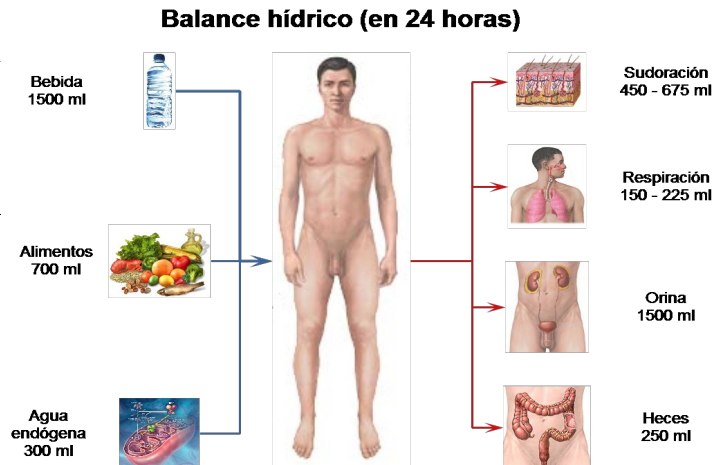 Balance hídrico (en 24 horas)
Bebida
1500 ml
Alimentos
700 ml
Agua
endógena
300 ml
Sudoración
450 - 675 ml
Respiración
150 - 225 ml
Orina
1500 ml
Heces
250 ml